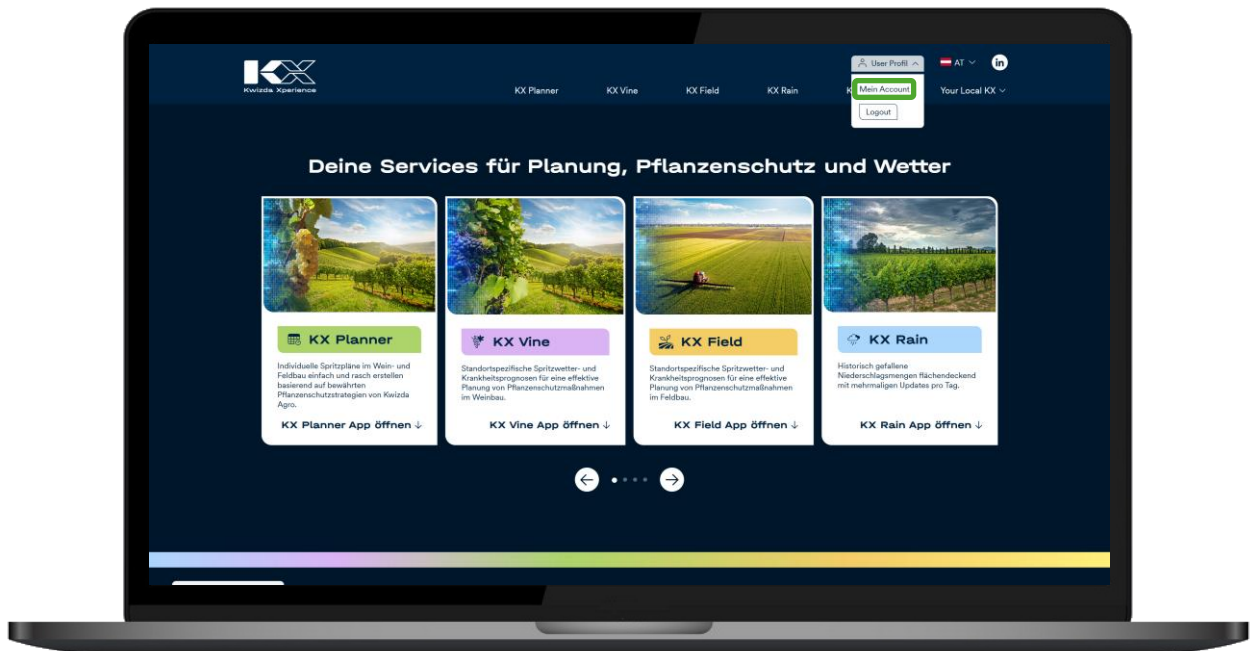 KX
Kwizda Xperience
User Profil
AT
in
KX Planner
KX Vine
KX Field
KX Rain
K
Mein Account
Your Local KX
Logout
Deine Services für Planung, Pflanzenschutz und Wetter
KX Planner
Individuelle Spritzpläne im Wein- und
Feldbau einfach und rasch erstellen
basierend auf bewährten
Pflanzenschutzstrategien von Kwizda
Agro.
KX Planner App öffnen ↓
KX Vine
Standortspezifische Spritzwetter- und
Krankheitsprognosen für eine effektive
Planung von Pflanzenschutzmaßnahmen
im Weinbau.
KX Vine App öffnen ↓
KX Field
Standortspezifische Spritzwetter- und
Krankheitsprognosen für eine effektive
Planung von Pflanzenschutzmaßnahmen
im Feldbau.
KX Field App öffnen ↓
KX Rain
Historisch gefallene
Niederschlagsmengen flächendeckend
mit mehrmaligen Updates pro Tag.
KX Rain App öffnen ↓